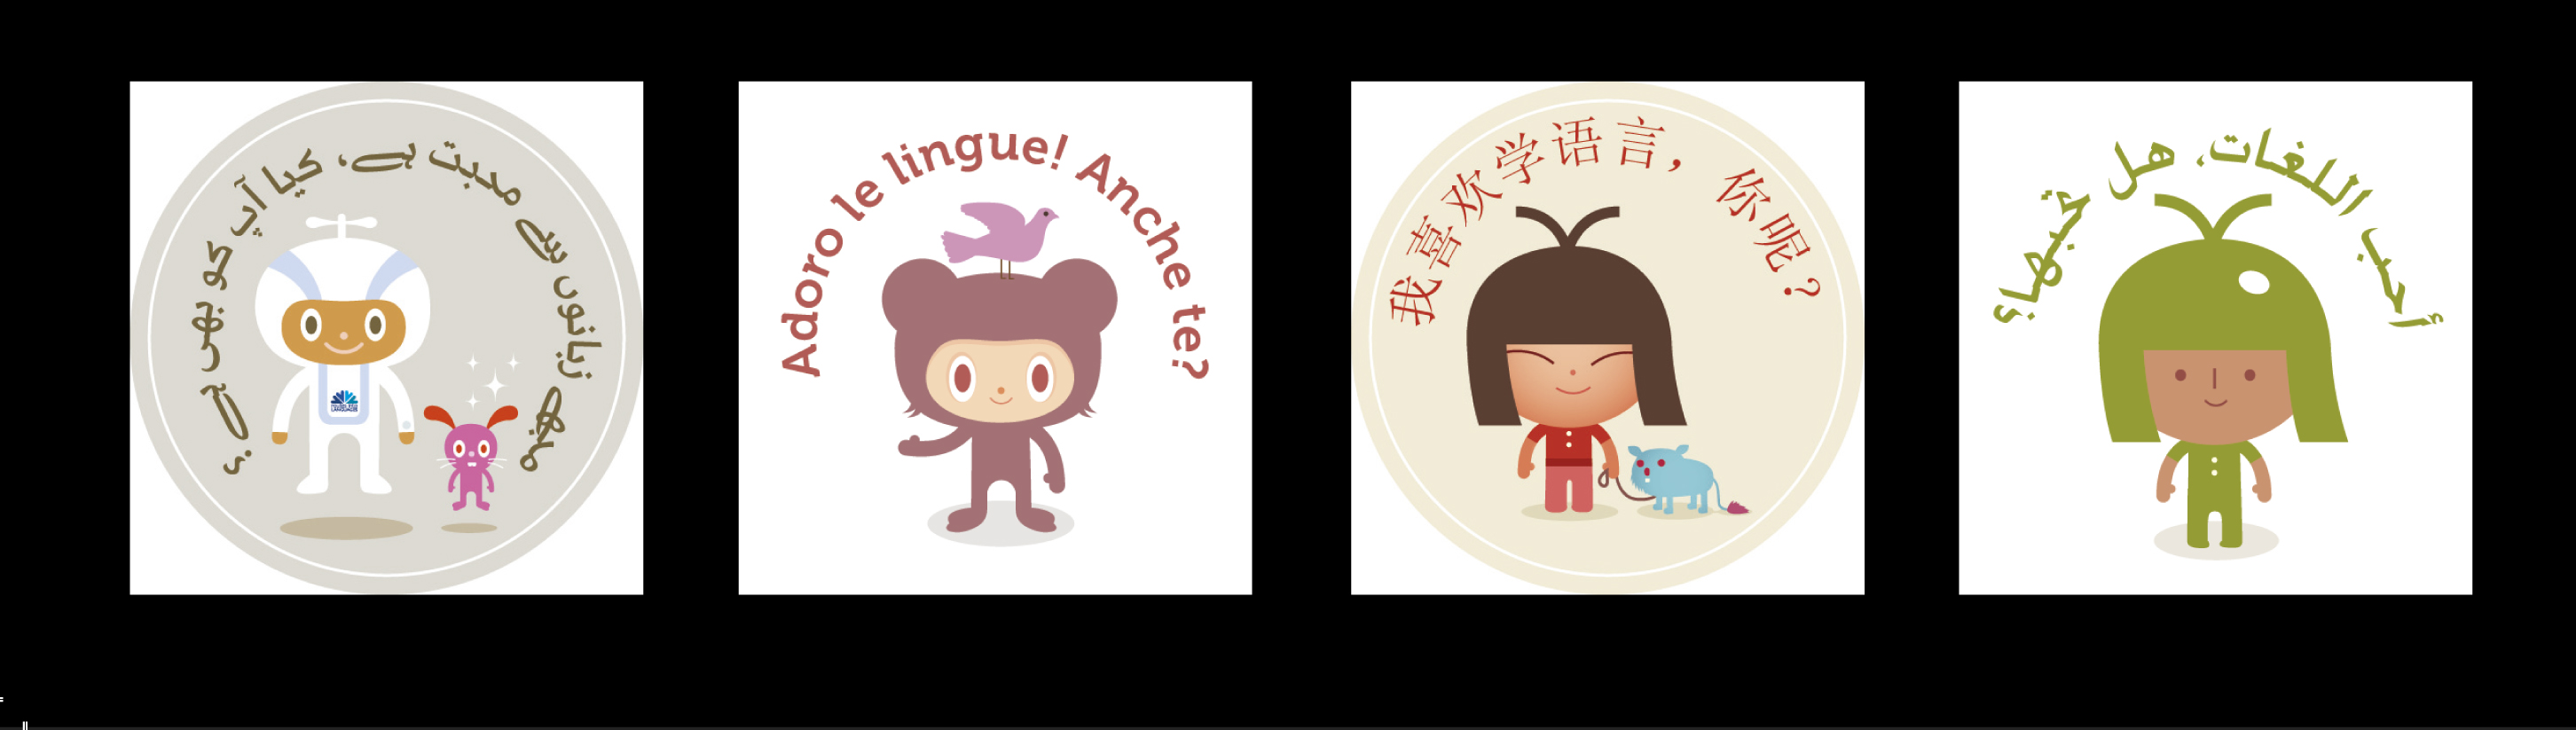 مجھے زبانوں سے محبت ہے، کیا آپ کو بھی ہے؟
Adoro le lingue! Anche te?
我喜欢学语言，你呢？
أحب اللغات، هل تحبها؟